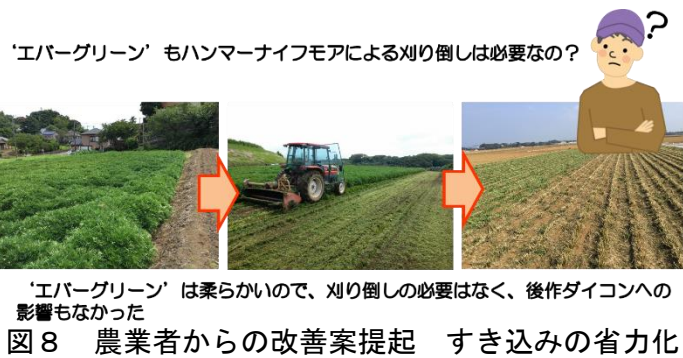 ‘エバーグリーン’もハンマーナイフモアによる刈り倒しは必要なの？
?
‘エバーグリーン’は柔らかいので、刈り倒しの必要はなく、後作ダイコンへの
影響もなかった
図８　農業者からの改善案提起　すき込みの省力化